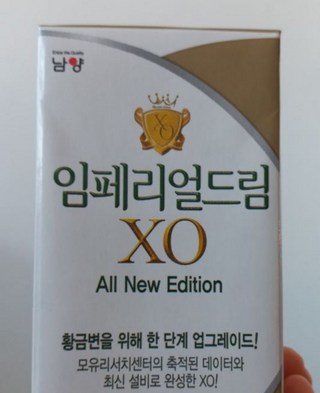 Enjoy the Quality
남양
XO
임페리얼드림
XO
All New Edition
황금변을 위해 한 단계 업그레이드!
모유리서치센터의 축적된 데이터와
최신 설비로 완성한 XO!